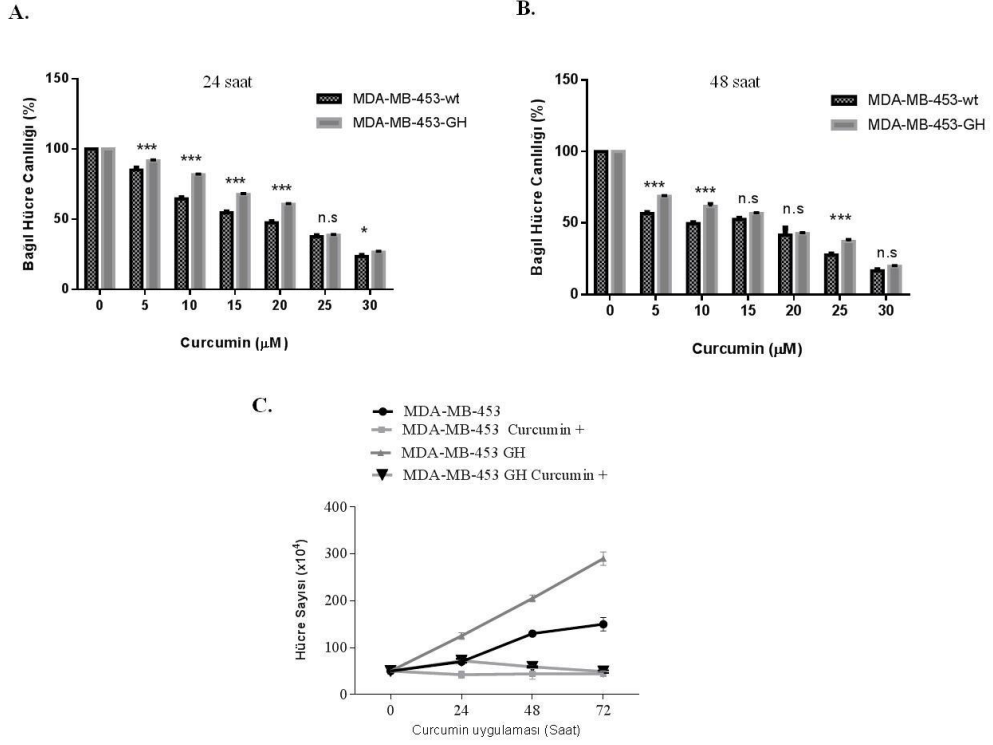 A.
24 saat
MDA-MB-453-wt
MDA-MB-453-GH
Bağıl Hücre Canlılığı (%)
150
100
50
0
***
***
***
***
n.s
*
0 5 10 15 20 25 30
Curcumin (µM)
B.
48 saat
MDA-MB-453-wt
MDA-MB-453-GH
Bağıl Hücre Canlılığı (%)
150
100
50
0
***
***
n.s
n.s
***
n.s
0 5 10 15 20 25 30
Curcumin (µM)
C.
MDA-MB-453
MDA-MB-453 Curcumin +
MDA-MB-453 GH
MDA-MB-453 GH Curcumin +
Hücre Sayısı (x10⁴)
400
300
200
100
0
0 24 48 72
Curcumin uygulaması (Saat)